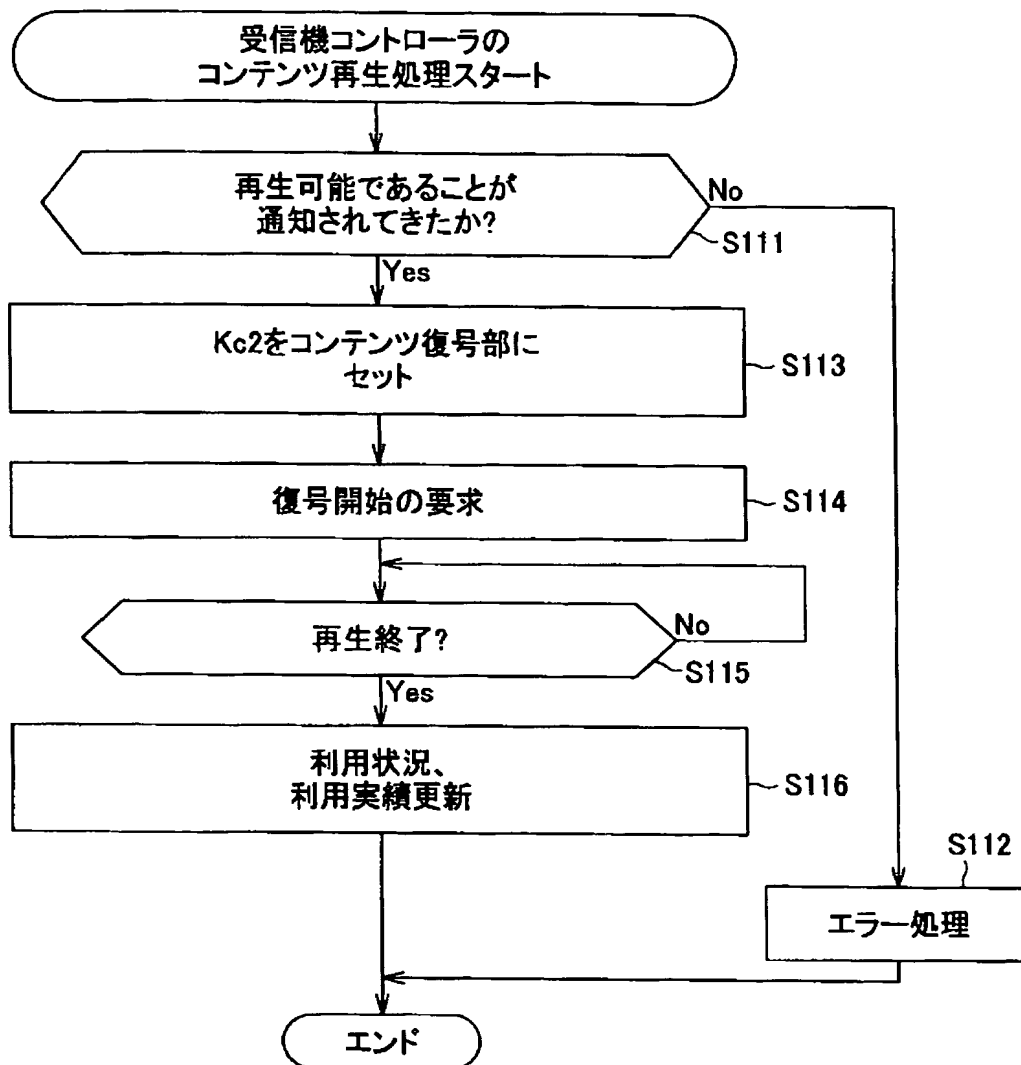 受信機コントローラの
コンテンツ再生処理スタート
再生可能であることが
通知されてきたか?
No
S111
Yes
Kc2をコンテンツ復号部に
セット
S113
復号開始の要求
S114
再生終了?
No
S115
Yes
利用状況、
利用実績更新
S116
S112
エラー処理
エンド